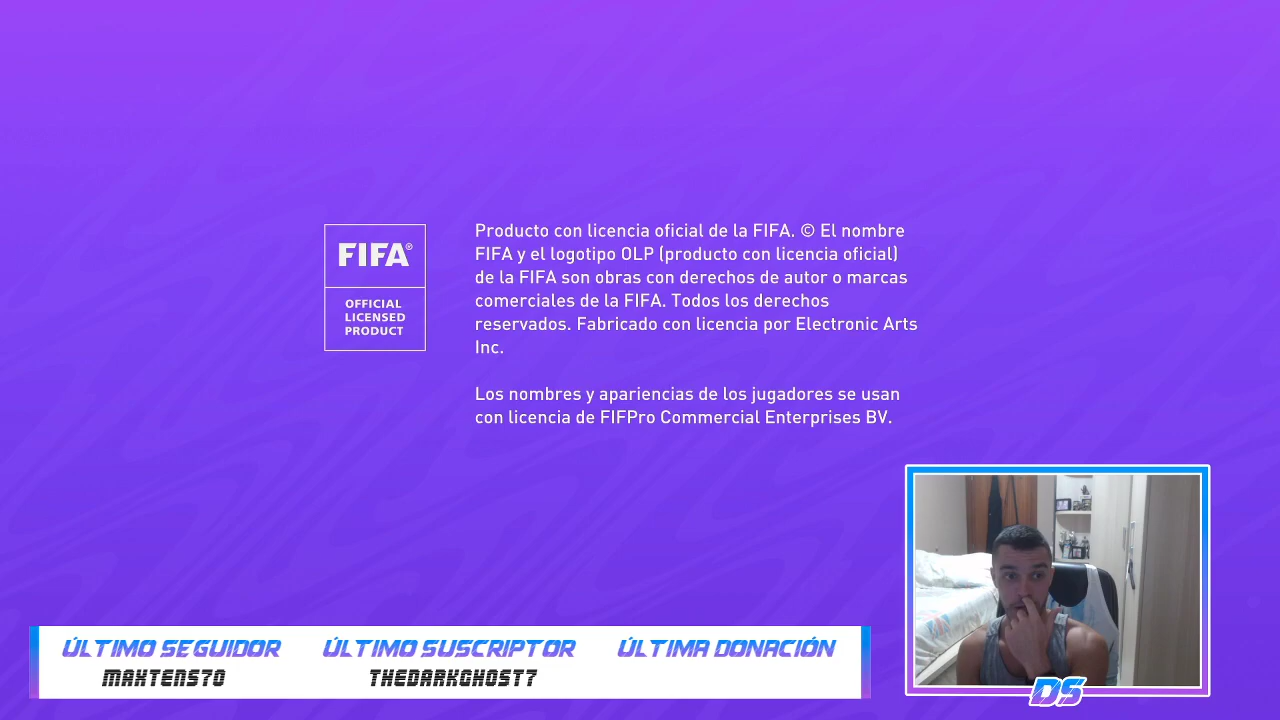 FIFA®
OFFICIAL
LICENSED
PRODUCT
Producto con licencia oficial de la FIFA. © El nombre
FIFA y el logotipo OLP (producto con licencia oficial)
de la FIFA son obras con derechos de autor o marcas
comerciales de la FIFA. Todos los derechos
reservados. Fabricado con licencia por Electronic Arts
Inc.
Los nombres y apariencias de los jugadores se usan
con licencia de FIFPro Commercial Enterprises BV.
ÚLTIMO SEGUIDOR
MAXTENS70
ÚLTIMO SUSCRIPTOR
THEDARKGHOST7
ÚLTIMA DONACIÓN
DS